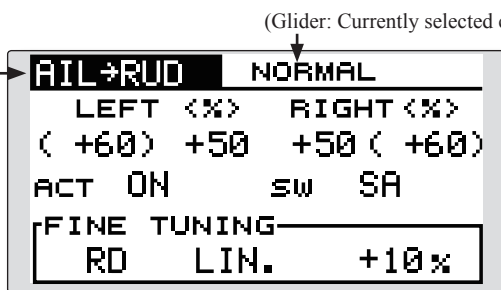 (Glider: Currently selected
AIL→RUD NORMAL
LEFT <%> RIGHT <%>
( +60) +50 +50 ( +60)
ACT ON SW SA
FINE TUNING
RD LIN. +10%